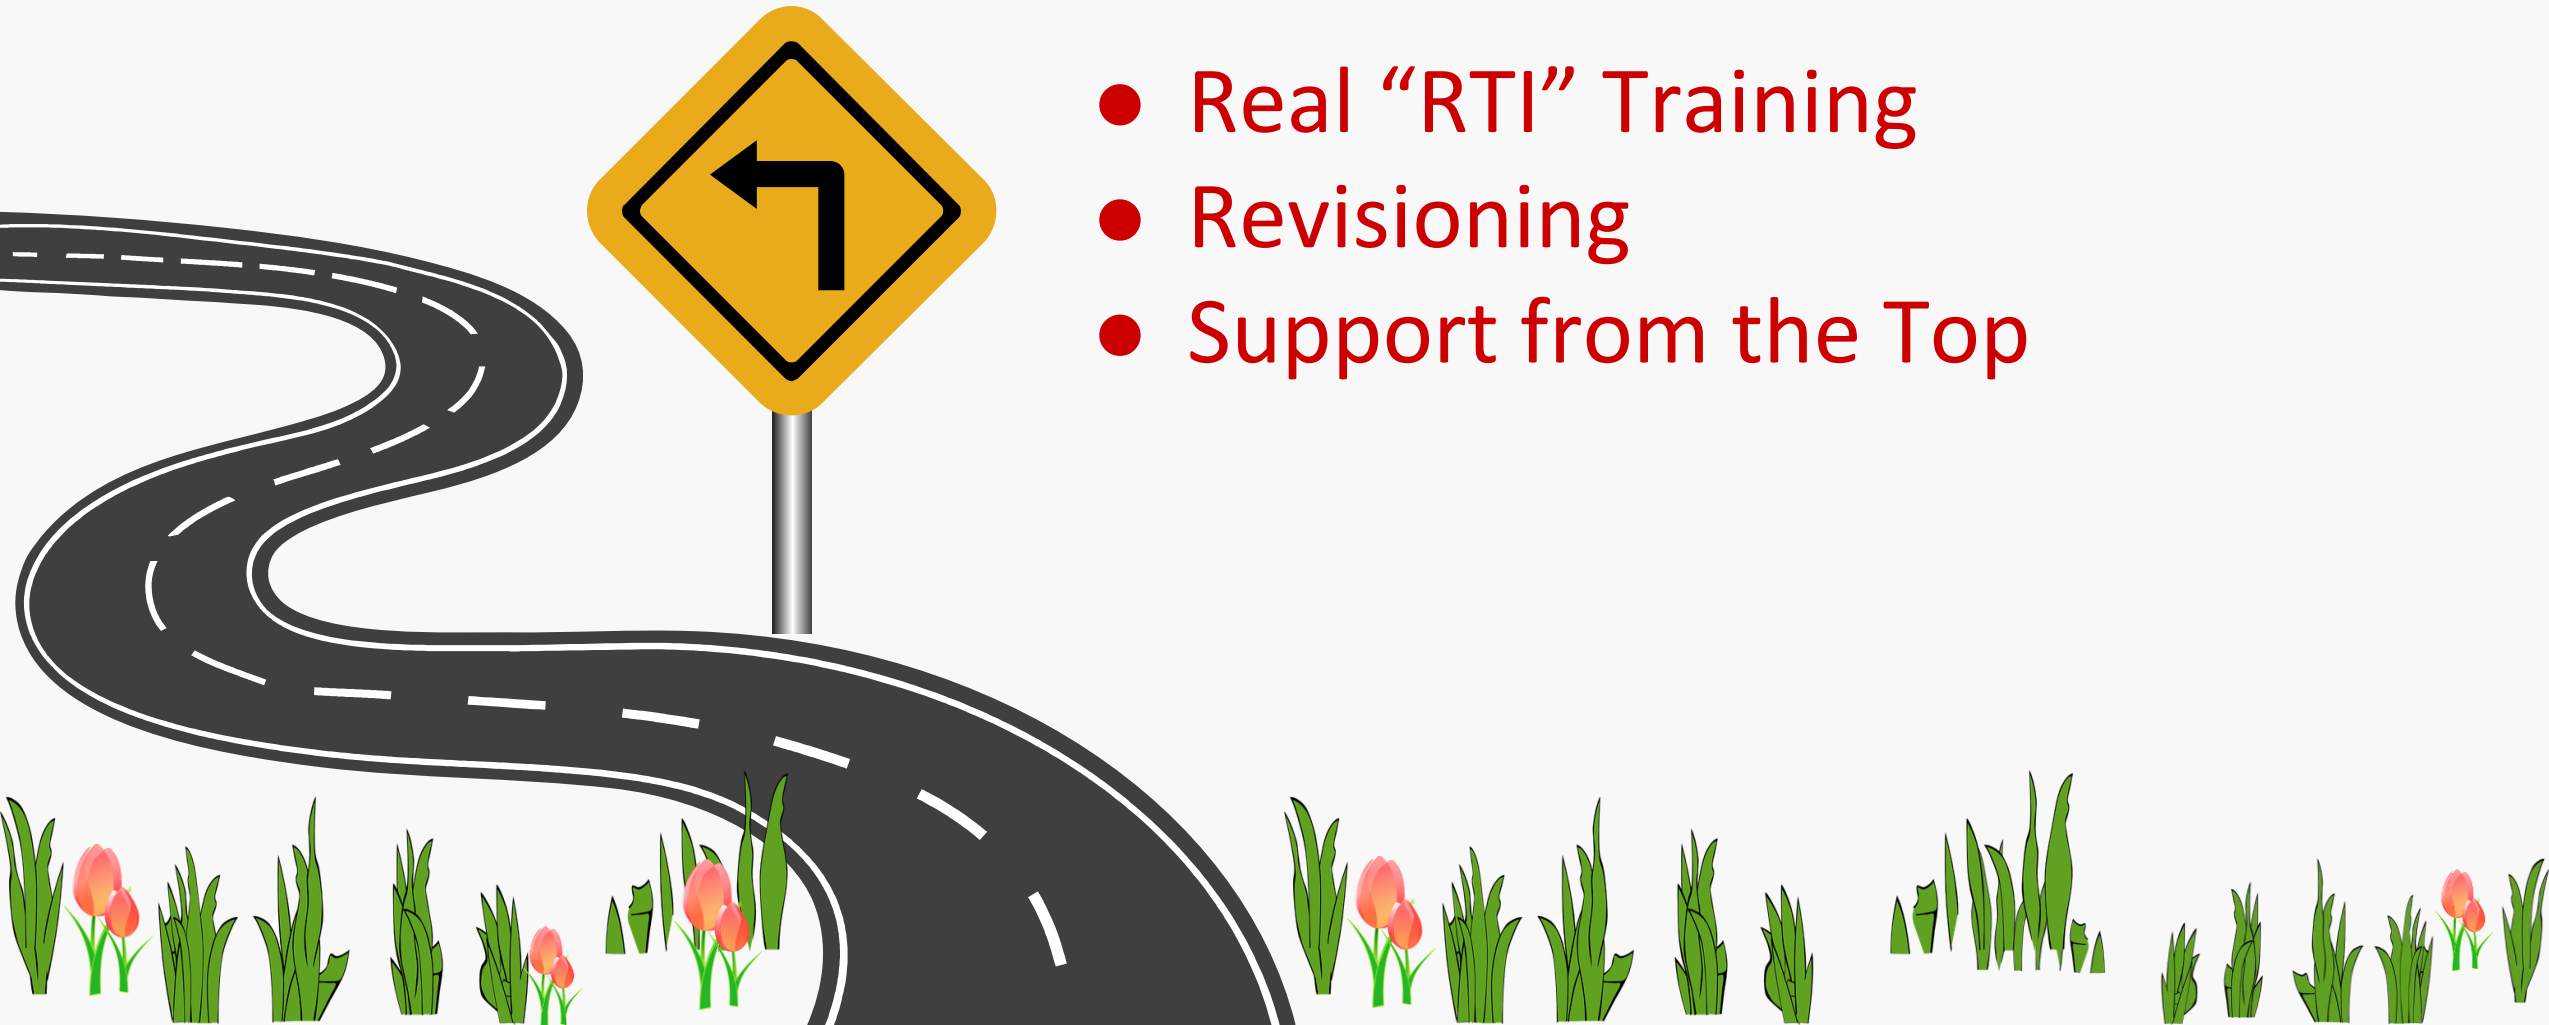 ● Real “RTI” Training
● Revisioning
● Support from the Top